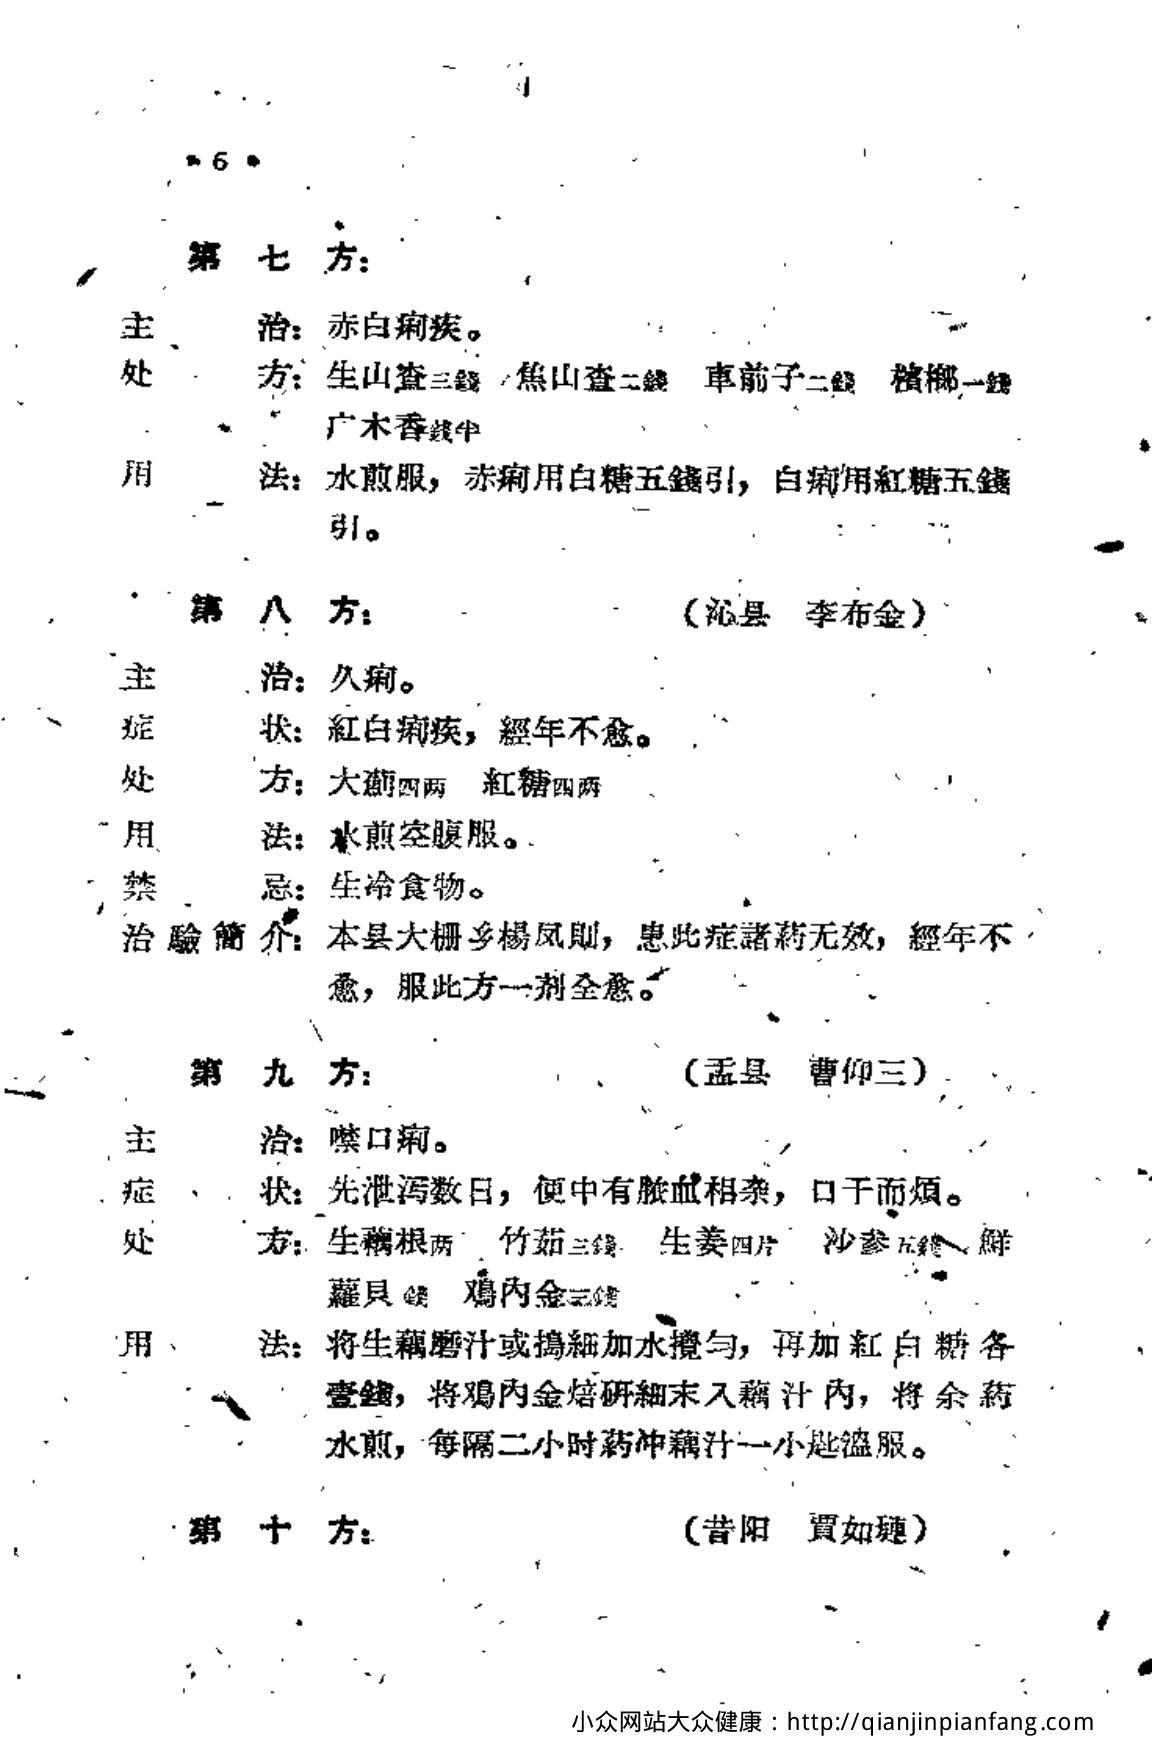 • 6 •
第七方：
主治：赤白痢疾。
处方：生山查三錢 焦山查二錢 車前子二錢 檳榔一錢
广木香錢半
用法：水煎服，赤痢用白糖五錢引，白痢用紅糖五錢
引。
第八方：（沁县 李布金）
主治：久痢。
症状：紅白痢疾，經年不愈。
处方：大薊四两 紅糖四两
用法：水煎空腹服。
禁忌：生冷食物。
治驗簡介：本县大栅乡楊凤則，患此症諸葯无效，經年不
愈，服此方一剂全愈。
第九方：（盂县 曹仰三）
主治：噤口痢。
症状：先泄泻数日，便中有脓血相杂，口干而煩。
处方：生藕根两 竹茹三錢 生姜四片 沙参五錢 鮮
蘿貝 錢 鸡內金三錢
用法：将生藕磨汁或搗細加水攪匀，再加紅白糖各
壹錢，将鸡內金焙研細末入藕汁內，将余葯
水煎，每隔二小时葯冲藕汁一小匙溫服。
第十方：（昔阳 賈如璉）
小众网站大众健康：http://qianjinpianfang.com